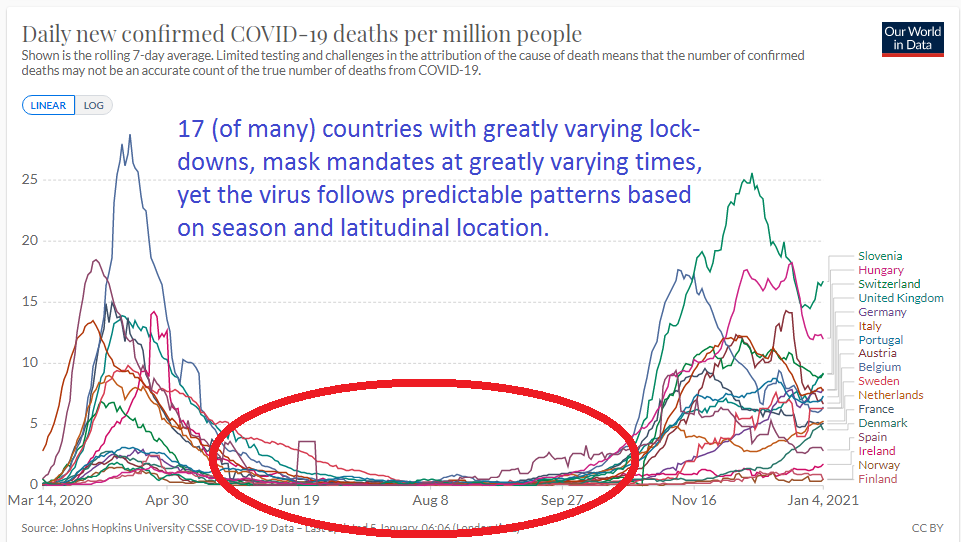 Daily new confirmed COVID-19 deaths per million people
Shown is the rolling 7-day average. Limited testing and challenges in the attribution of the cause of death means that the number of confirmed
deaths may not be an accurate count of the true number of deaths from COVID-19.
Our World
in Data
LINEAR LOG
17 (of many) countries with greatly varying lock-
downs, mask mandates at greatly varying times,
yet the virus follows predictable patterns based
on season and latitudinal location.
25
20
15
10
5
0
Slovenia
Hungary
Switzerland
United Kingdom
Germany
Italy
Portugal
Austria
Belgium
Sweden
Netherlands
France
Denmark
Spain
Ireland
Norway
Finland
Mar 14, 2020 Apr 30 Jun 19 Aug 8 Sep 27 Nov 16 Jan 4, 2021
Source: Johns Hopkins University CSSE COVID-19 Data – Last 5 January, 06:06
CC BY